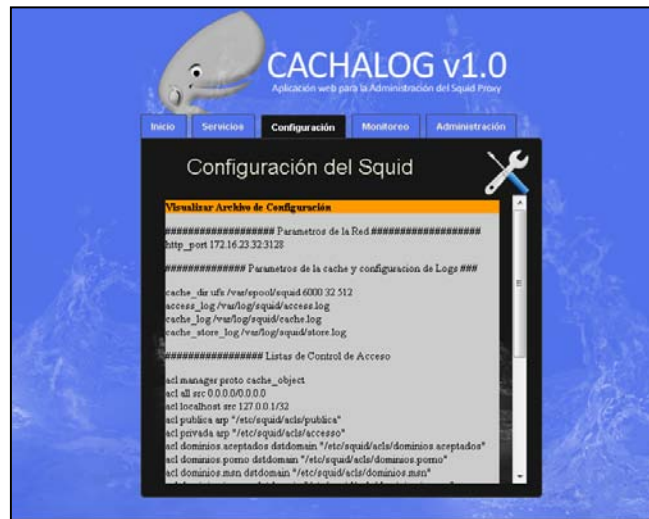 CACHALOG v1.0
Aplicación web para la Administración del Squid Proxy
Inicio Servicios Configuración Monitoreo Administración
Configuración del Squid
Visualizar Archivo de Configuración
################### Parametros de la Red ###################
http_port 172.16.23.32:3128
############## Parametros de la cache y configuracion de Logs ###
cache_dir ufs /var/spool/squid 6000 32 512
access_log /var/log/squid/access.log
cache_log /var/log/squid/cache.log
cache_store_log /var/log/squid/store.log
################# Listas de Control de Acceso
acl manager proto cache_object
acl all src 0.0.0.0/0.0.0.0
acl localhost src 127.0.0.1/32
acl publica arp "/etc/squid/acls/publica"
acl privada arp "/etc/squid/acls/accesso"
acl dominios.aceptados dstdomain "/etc/squid/acls/dominios.aceptados"
acl dominios.porno dstdomain "/etc/squid/acls/dominios.porno"
acl dominios.msn dstdomain "/etc/squid/acls/dominios.msn"